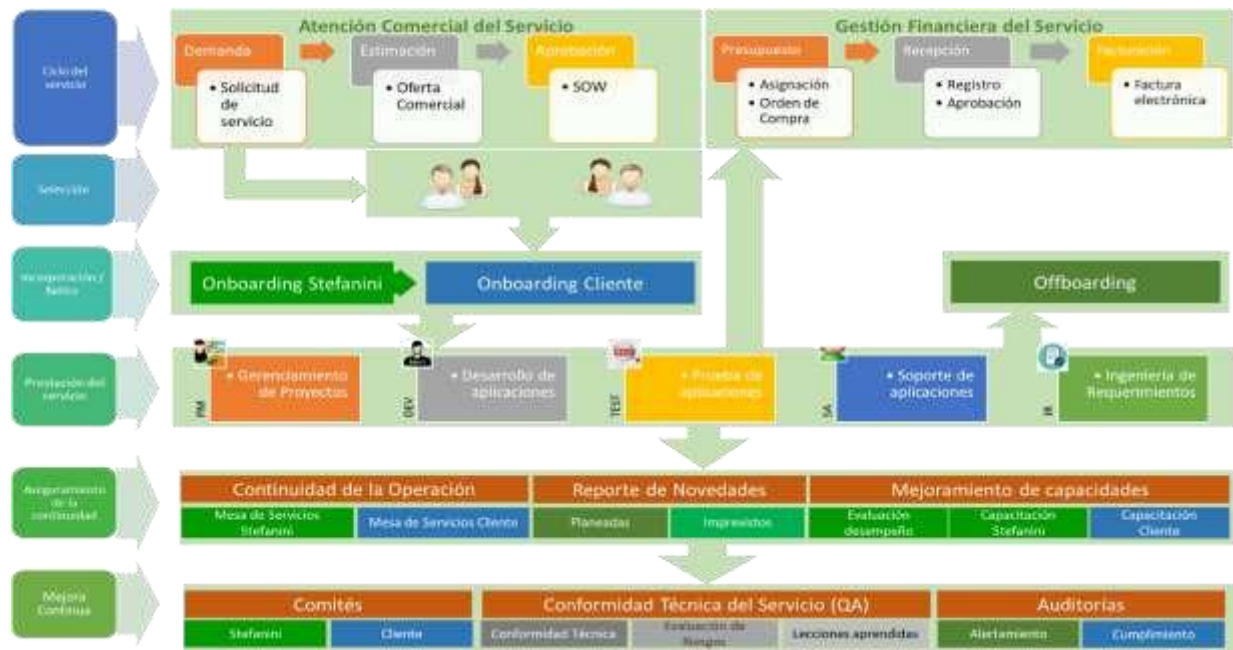 Atención Comercial del Servicio
Gestión Financiera del Servicio
Ciclo del
servicio
Demanda
Estimación
Aprobación
Presupuesto
Recepción
Facturación
• Solicitud
de
servicio
• Oferta
Comercial
• SOW
• Asignación
• Orden de
Compra
• Registro
• Aprobación
• Factura
electrónica
Selección
Incorporación /
Onboarding Stefanini
Onboarding Cliente
Offboarding
Prestación del
servicio
PM
• Gerenciamiento
de Proyectos
DEV
• Desarrollo de
aplicaciones
TEST
• Prueba de
aplicaciones
SA
• Soporte de
aplicaciones
IR
• Ingeniería de
Requerimientos
Aseguramiento
de la
continuidad
Continuidad de la Operación
Reporte de Novedades
Mejoramiento de capacidades
Mesa de Servicios
Stefanini
Mesa de Servicios Cliente
Planeadas
Imprevistos
Evaluación
desempeño
Capacitación
Stefanini
Capacitación
Cliente
Mejora
Continua
Comités
Conformidad Técnica del Servicio (QA)
Auditorías
Stefanini
Cliente
Conformidad Técnica
Evaluación de
Riesgos
Lecciones aprendidas
Alertamiento
Cumplimiento